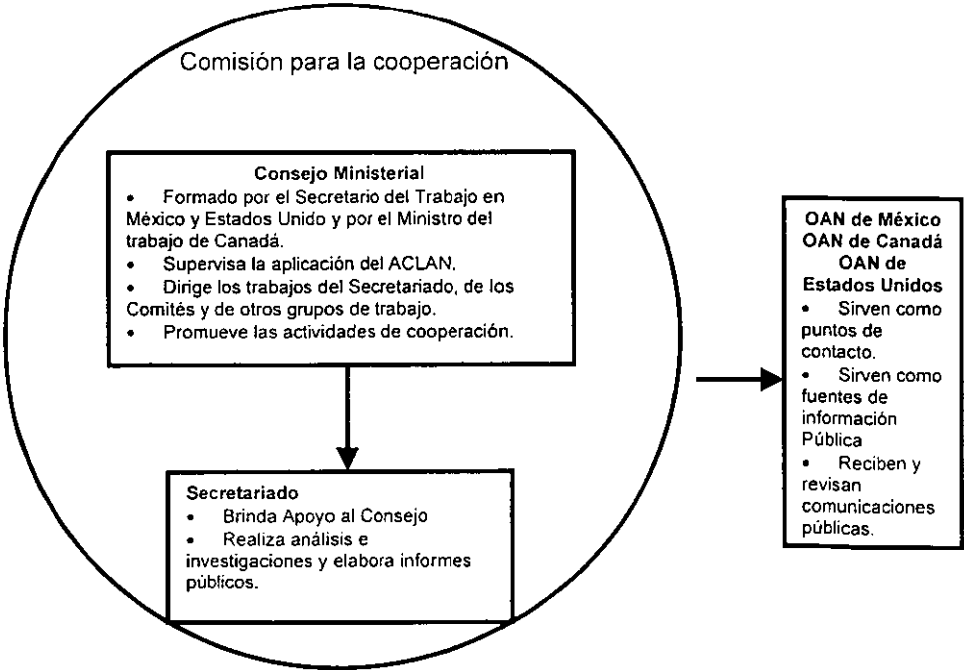 Comisión para la cooperación
Consejo Ministerial
• Formado por el Secretario del Trabajo en
México y Estados Unido y por el Ministro del
trabajo de Canadá.
• Supervisa la aplicación del ACLAN.
• Dirige los trabajos del Secretariado, de los
Comités y de otros grupos de trabajo.
• Promueve las actividades de cooperación.
Secretariado
• Brinda Apoyo al Consejo
• Realiza análisis e
investigaciones y elabora informes
públicos.
OAN de México
OAN de Canadá
OAN de
Estados Unidos
• Sirven como
puntos de
contacto.
• Sirven como
fuentes de
información
Pública
• Reciben y
revisan
comunicaciones
públicas.